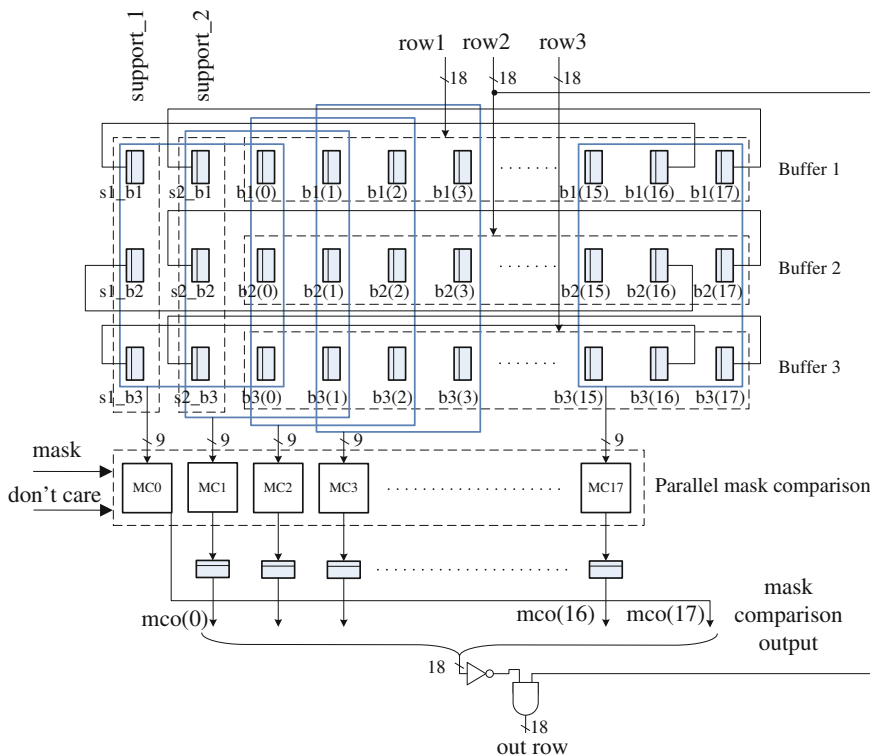 support_1
support_2
row1 row2 row3
18 18 18
s1_b1 s2_b1 b1(0) b1(1) b1(2) b1(3) ........ b1(15) b1(16) b1(17)
Buffer 1
s1_b2 s2_b2 b2(0) b2(1) b2(2) b2(3) ........ b2(15) b2(16) b2(17)
Buffer 2
s1_b3 s2_b3 b3(0) b3(1) b3(2) b3(3) ........ b3(15) b3(16) b3(17)
Buffer 3
9 9 9 9 9
mask
don't care
MC0 MC1 MC2 MC3 MC17
Parallel mask comparison
mco(0) mco(16) mco(17)
mask
comparison
output
18
18
out row